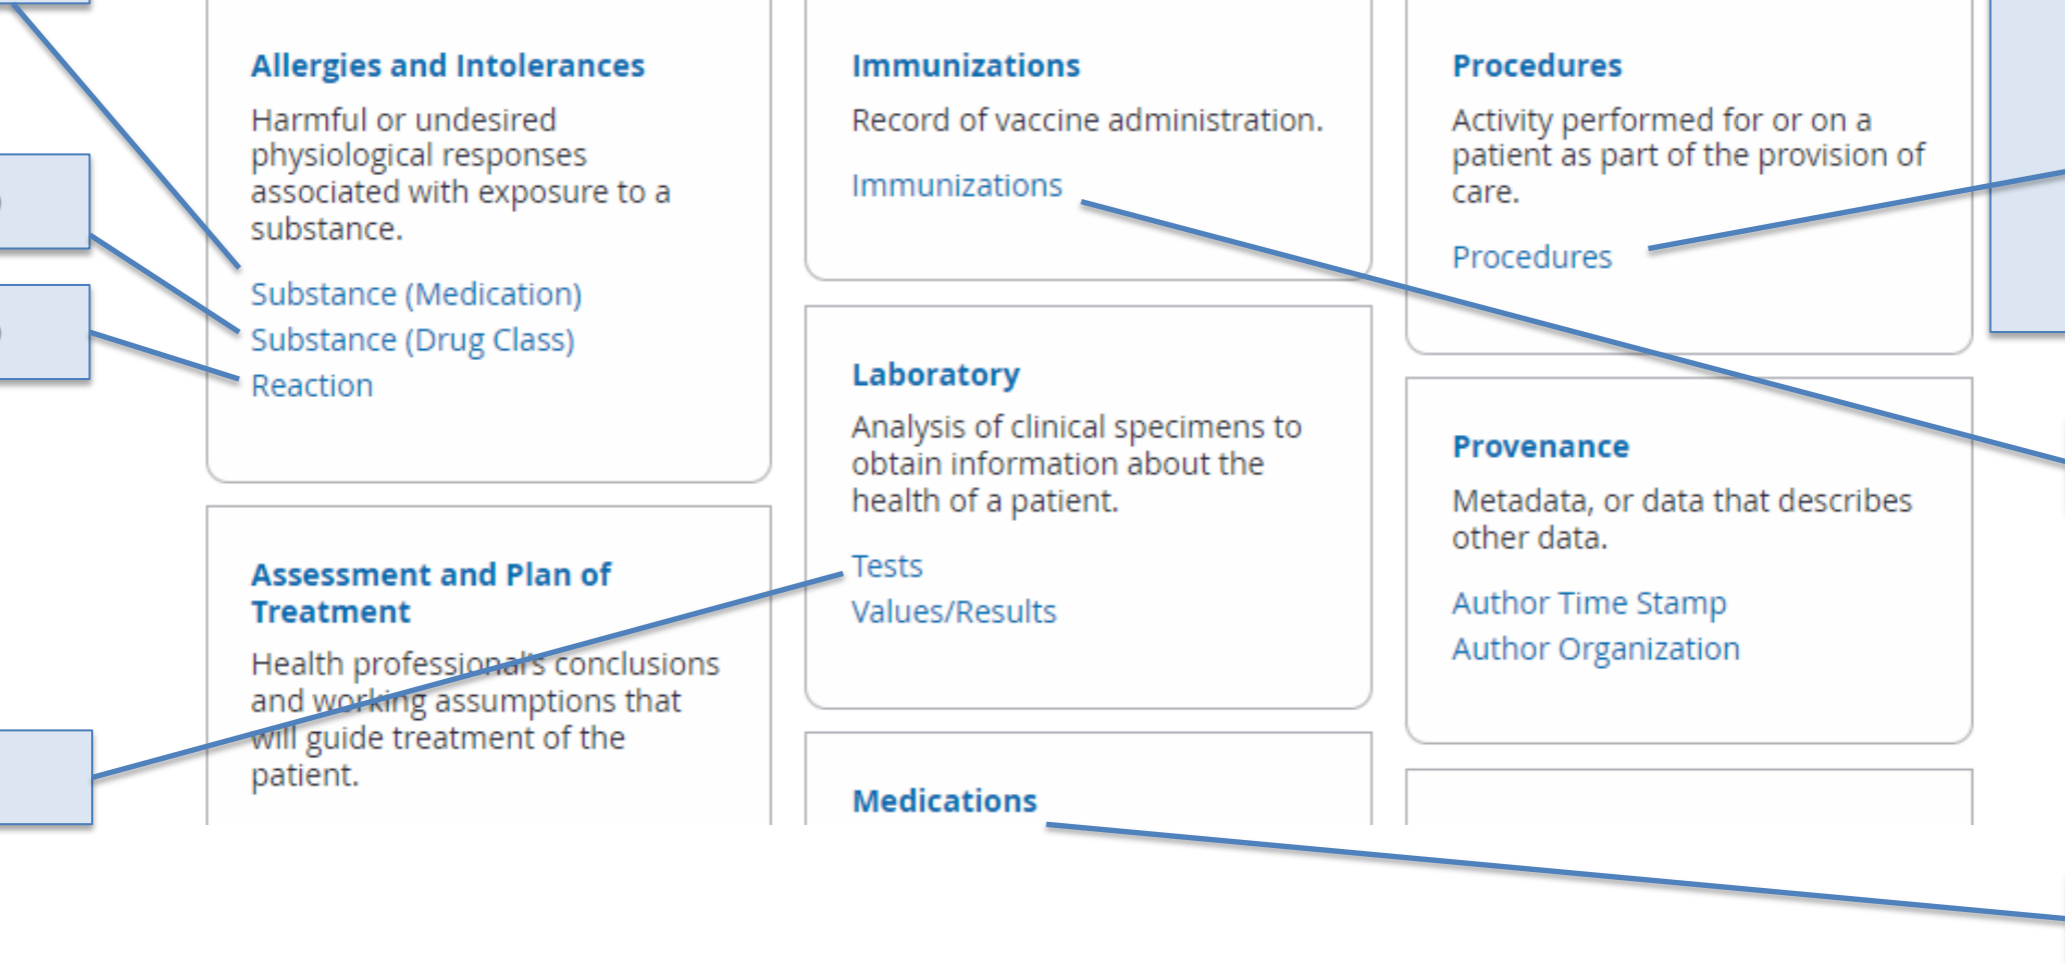 Allergies and Intolerances
Harmful or undesired
physiological responses
associated with exposure to a
substance.
Substance (Medication)
Substance (Drug Class)
Reaction
Assessment and Plan of
Treatment
Health professional's conclusions
and working assumptions that
will guide treatment of the
patient.
Immunizations
Record of vaccine administration.
Immunizations
Laboratory
Analysis of clinical specimens to
obtain information about the
health of a patient.
Tests
Values/Results
Medications
Procedures
Activity performed for or on a
patient as part of the provision of
care.
Procedures
Provenance
Metadata, or data that describes
other data.
Author Time Stamp
Author Organization